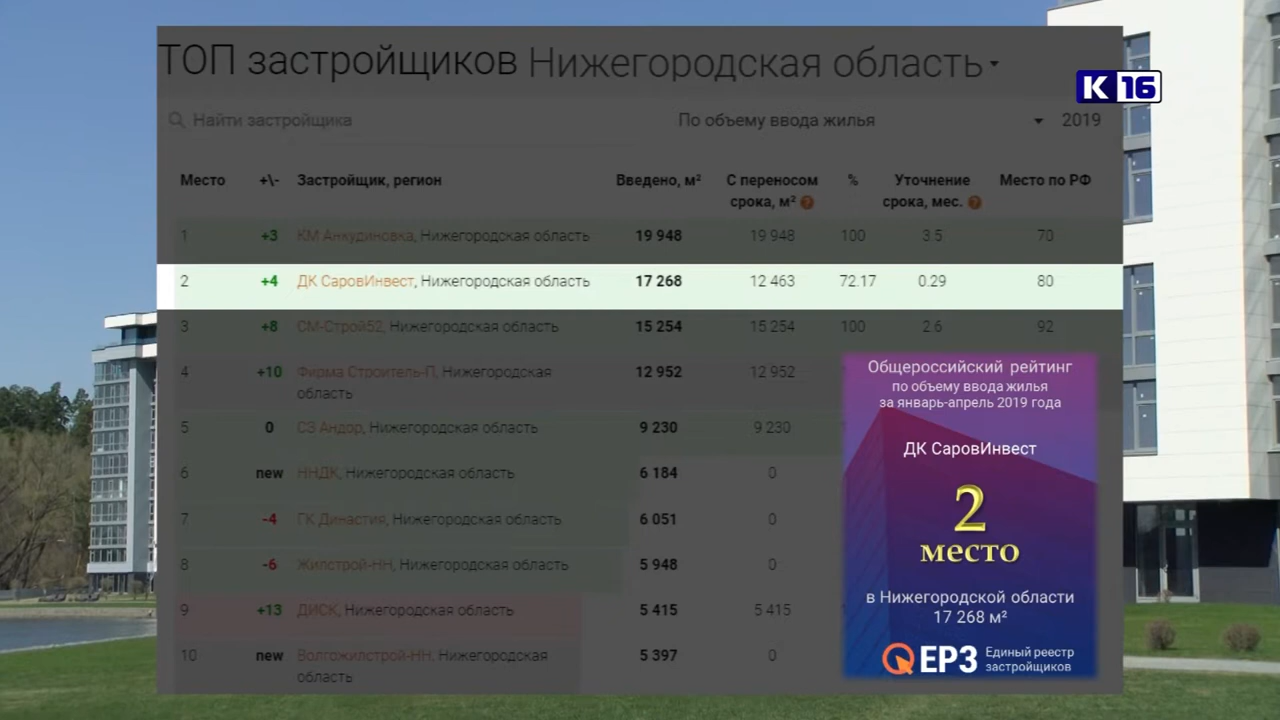 ТОП застройщиков Нижегородская область
К 16
Найти застройщика По объему ввода жилья 2019
Место +\- Застройщик, регион Введено, м² С переносом срока, м² ? % Уточнение срока, мес. ? Место по РФ
1 +3 КМ Анкудиновка, Нижегородская область 19 948 19 948 100 3.5 70
2 +4 ДК СаровИнвест, Нижегородская область 17 268 12 463 72.17 0.29 80
3 +8 СМ-Строй52, Нижегородская область 15 254 15 254 100 2.6 92
4 +10 Фирма Строитель-П, Нижегородская область 12 952 12 952
5 0 СЗ Андор, Нижегородская область 9 230 9 230
6 new ННДК, Нижегородская область 6 184 0
7 -4 ГК Династия, Нижегородская область 6 051 0
8 -6 Жилстрой-НН, Нижегородская область 5 948 0
9 +13 ДИСК, Нижегородская область 5 415 5 415
10 new Волгожилстрой-НН, Нижегородская область 5 397 0
Общероссийский рейтинг
по объему ввода жилья
за январь-апрель 2019 года
ДК СаровИнвест
2
место
в Нижегородской области
17 268 м²
ЕРЗ Единый реестр
застройщиков